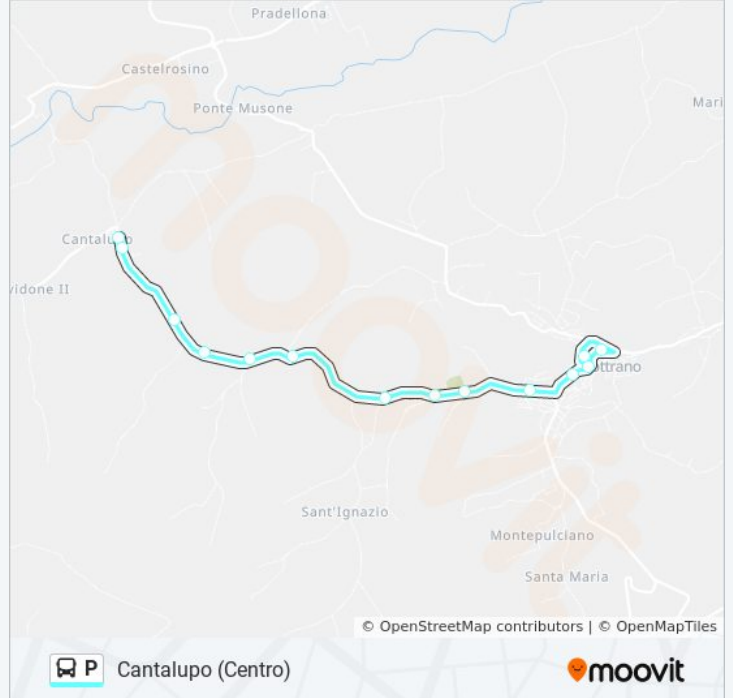 Pradellona
Castelrosino
Ponte Musone
Mari
Cantalupo
vidone II
ottrano
Sant'Ignazio
Montepulciano
Santa Maria
© OpenStreetMap contributors | © OpenMapTiles
P Cantalupo (Centro)
moovit